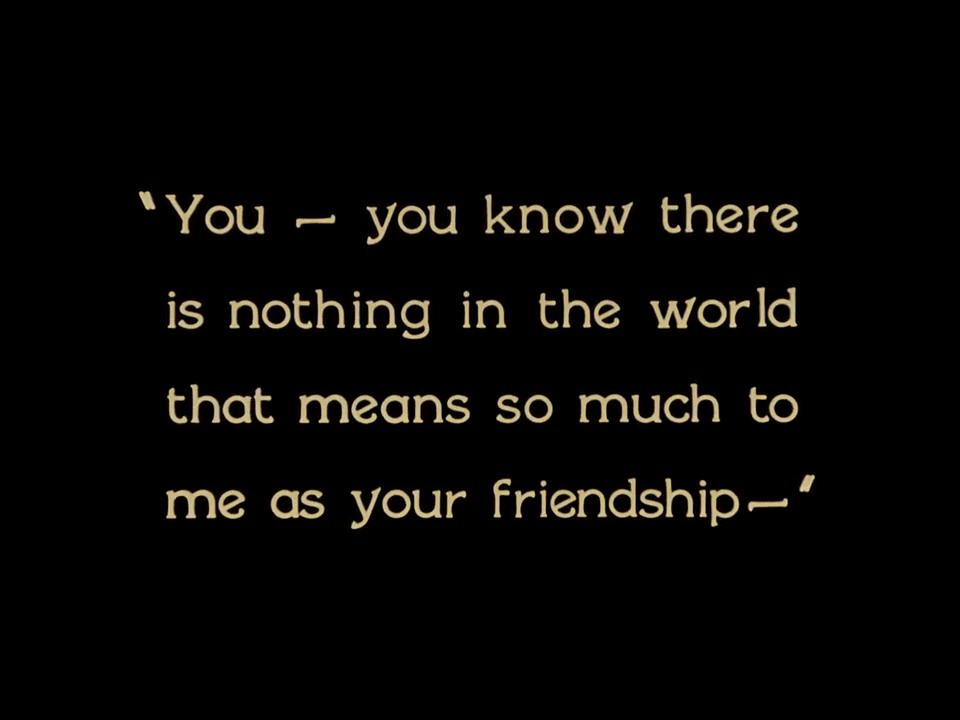 “You — you know there
is nothing in the world
that means so much to
me as your friendship—”